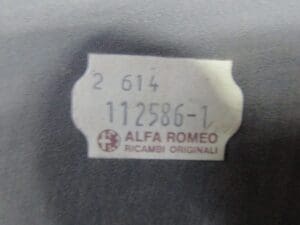 2 614
112586-1
ALFA ROMEO
RICAMBI ORIGINALI